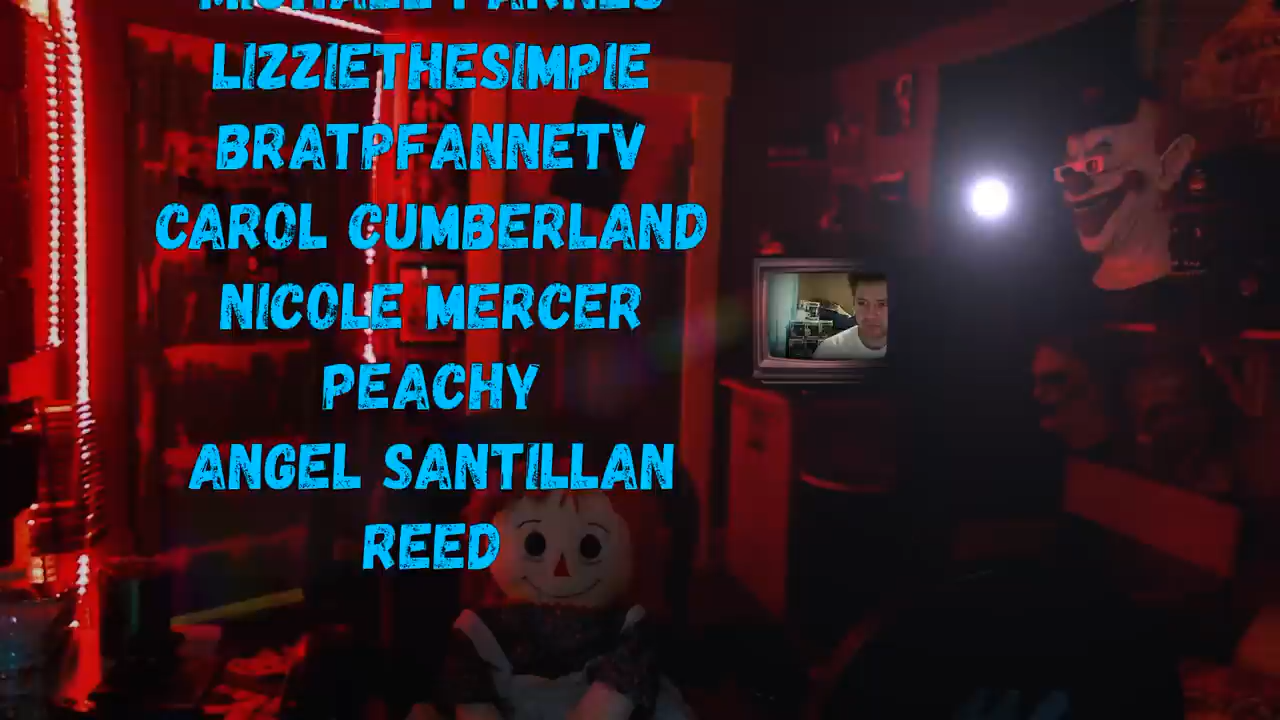 LIZZIETHESIMPIE
BRATPFANNETV
CAROL CUMBERLAND
NICOLE MERCER
PEACHY
ANGEL SANTILLAN
REED